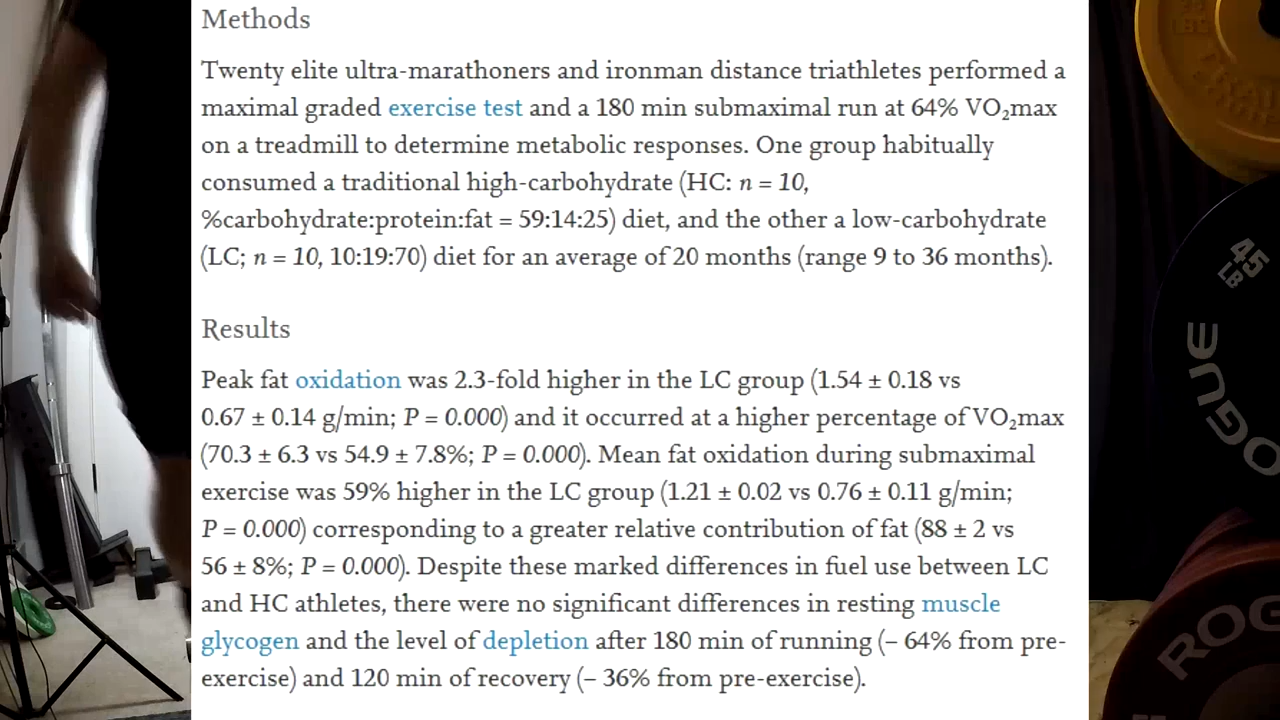 Methods
Twenty elite ultra-marathoners and ironman distance triathletes performed a
maximal graded exercise test and a 180 min submaximal run at 64% VO₂max
on a treadmill to determine metabolic responses. One group habitually
consumed a traditional high-carbohydrate (HC: n = 10,
%carbohydrate:protein:fat = 59:14:25) diet, and the other a low-carbohydrate
(LC; n = 10, 10:19:70) diet for an average of 20 months (range 9 to 36 months).
Results
Peak fat oxidation was 2.3-fold higher in the LC group (1.54 ± 0.18 vs
0.67 ± 0.14 g/min; P = 0.000) and it occurred at a higher percentage of VO₂max
(70.3 ± 6.3 vs 54.9 ± 7.8%; P = 0.000). Mean fat oxidation during submaximal
exercise was 59% higher in the LC group (1.21 ± 0.02 vs 0.76 ± 0.11 g/min;
P = 0.000) corresponding to a greater relative contribution of fat (88 ± 2 vs
56 ± 8%; P = 0.000). Despite these marked differences in fuel use between LC
and HC athletes, there were no significant differences in resting muscle
glycogen and the level of depletion after 180 min of running (– 64% from pre-
exercise) and 120 min of recovery (– 36% from pre-exercise).
45
LB
OGUE
ROG